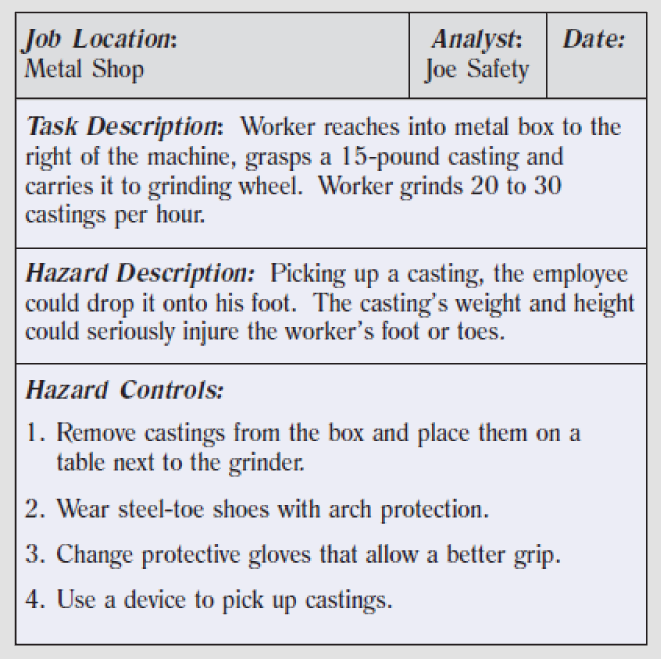 Job Location:
Metal Shop
Analyst:
Joe Safety
Date:
Task Description: Worker reaches into metal box to the
right of the machine, grasps a 15-pound casting and
carries it to grinding wheel. Worker grinds 20 to 30
castings per hour.
Hazard Description: Picking up a casting, the employee
could drop it onto his foot. The casting's weight and height
could seriously injure the worker's foot or toes.
Hazard Controls:
1. Remove castings from the box and place them on a
table next to the grinder.
2. Wear steel-toe shoes with arch protection.
3. Change protective gloves that allow a better grip.
4. Use a device to pick up castings.